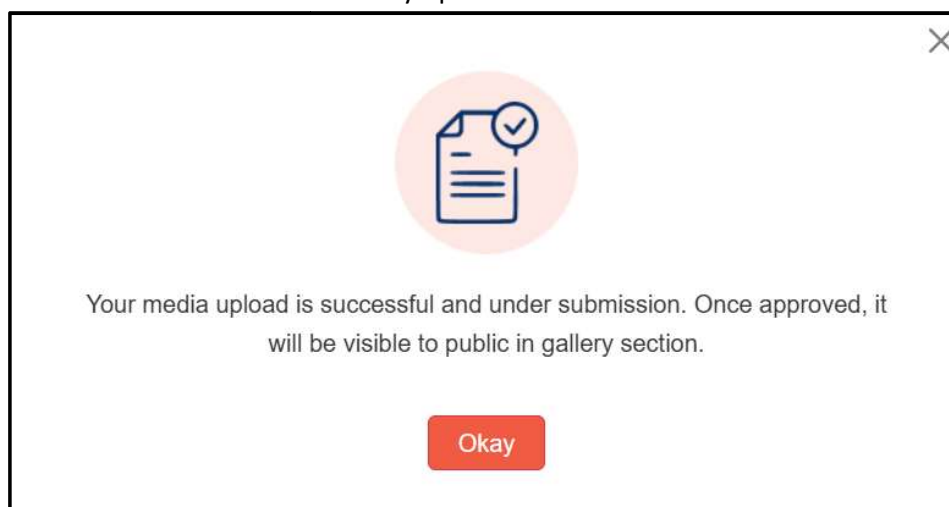 Your media upload is successful and under submission. Once approved, it
will be visible to public in gallery section.
Okay